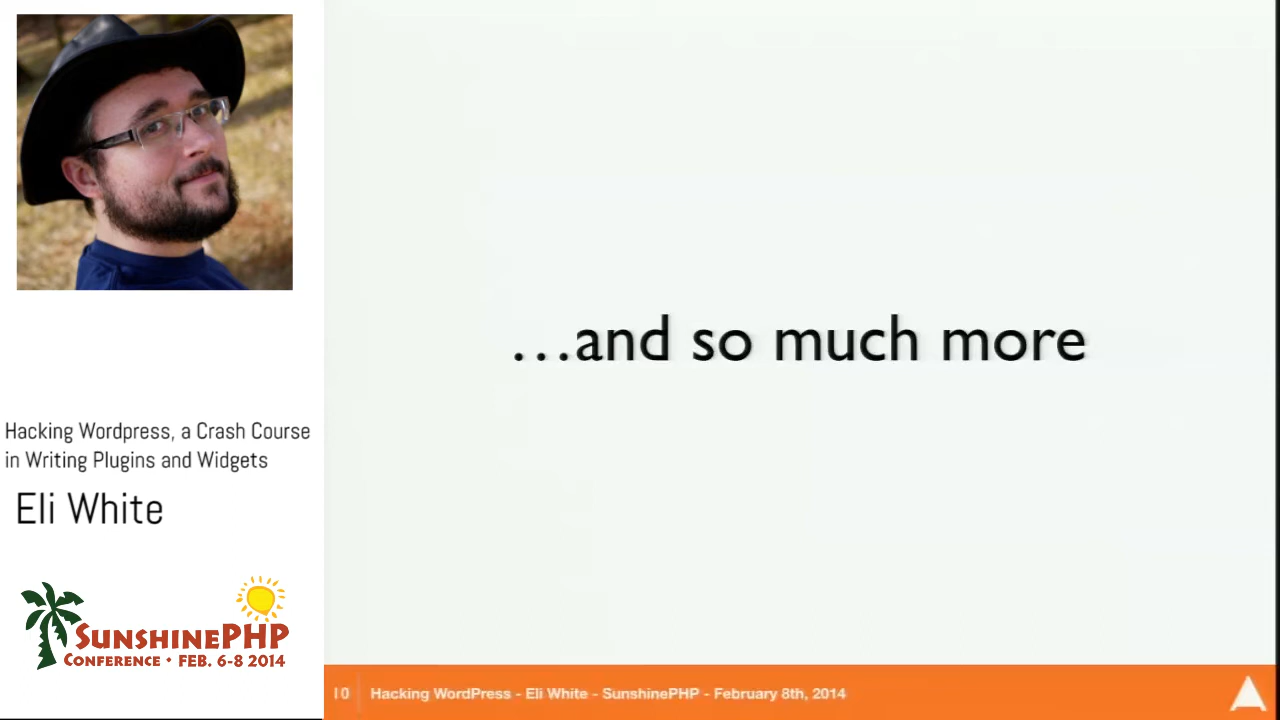 …and so much more
Hacking Wordpress, a Crash Course
in Writing Plugins and Widgets
Eli White
SUNSHINEPHP
CONFERENCE • FEB. 6-8 2014
10 Hacking WordPress - Eli White - SunshinePHP - February 8th, 2014